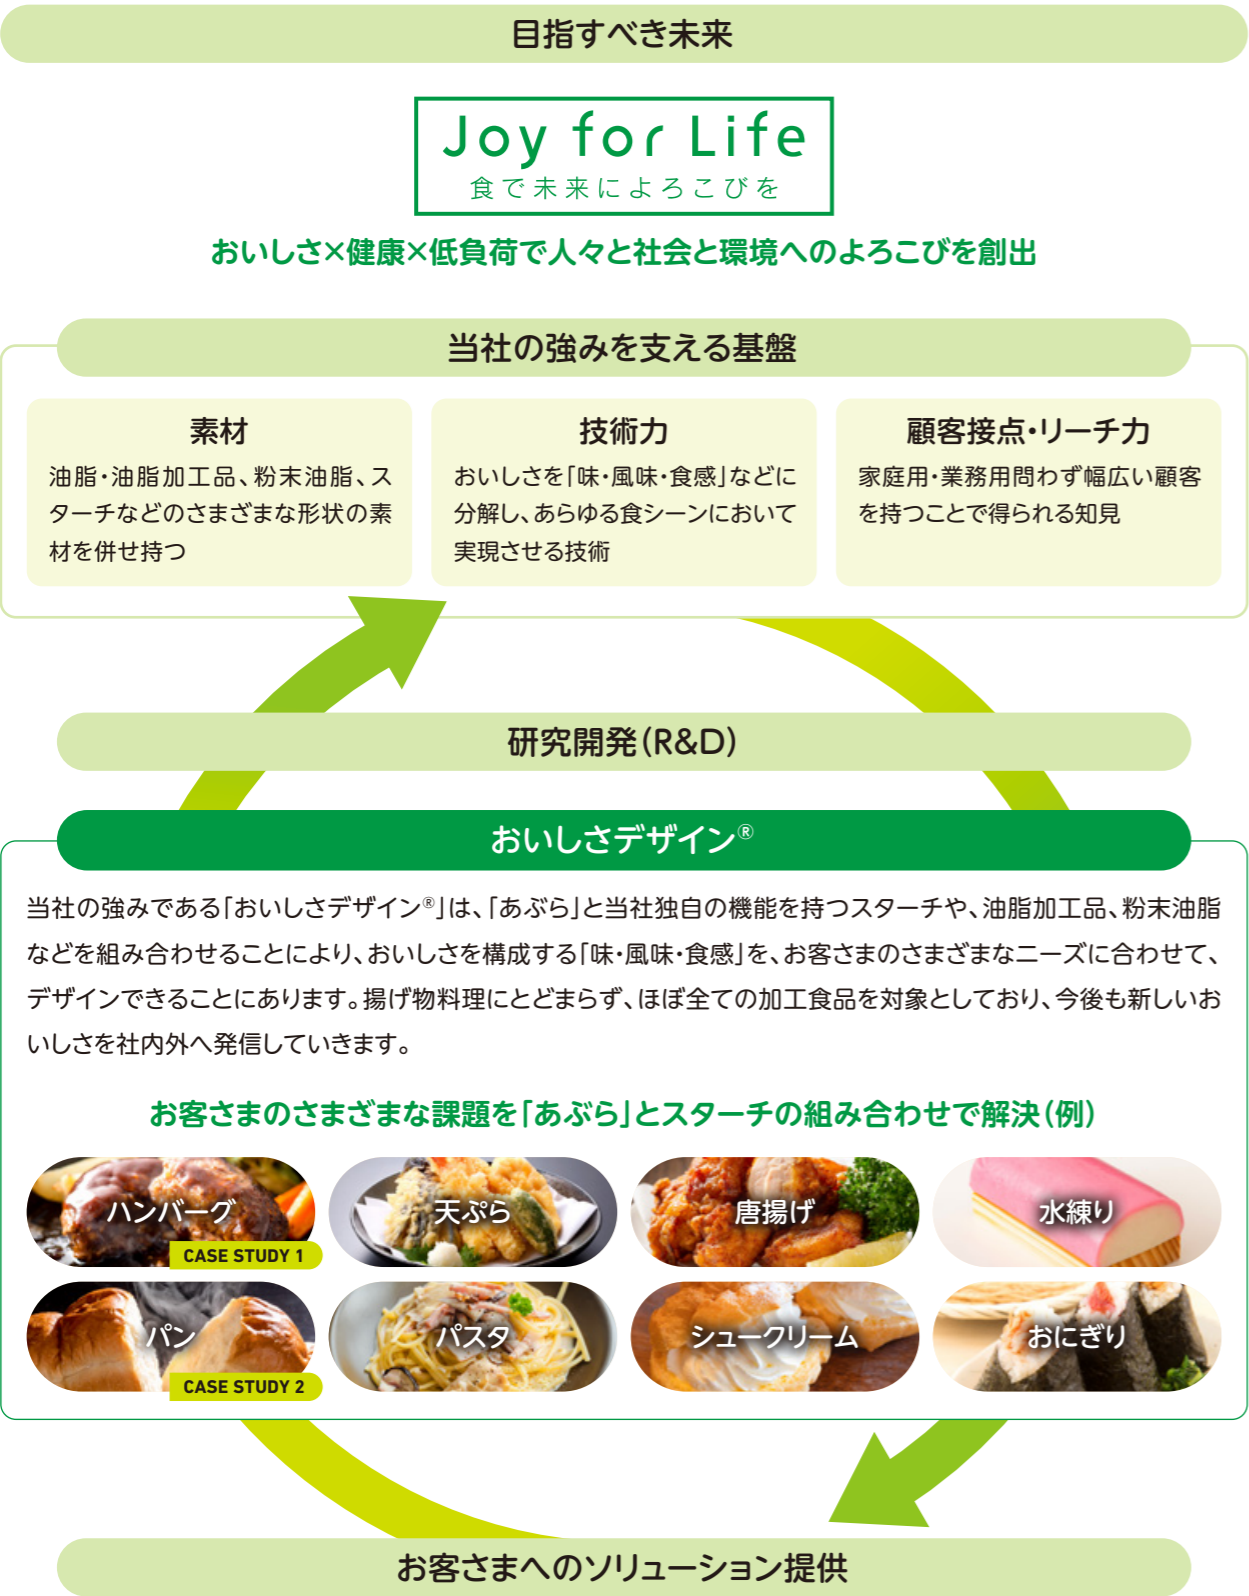 目指すべき未来
Joy for Life
食で未来によろこびを
おいしさ×健康×低負荷で人々と社会と環境へのよろこびを創出
当社の強みを支える基盤
素材
油脂・油脂加工品、粉末油脂、ス
ターチなどのさまざまな形状の素
材を併せ持つ
技術力
おいしさを「味・風味・食感」などに
分解し、あらゆる食シーンにおいて
実現させる技術
顧客接点・リーチ力
家庭用・業務用問わず幅広い顧客
を持つことで得られる知見
研究開発(R&D)
おいしさデザイン®
当社の強みである「おいしさデザイン®」は、「あぶら」と当社独自の機能を持つスターチや、油脂加工品、粉末油脂
などを組み合わせることにより、おいしさを構成する「味・風味・食感」を、お客さまのさまざまなニーズに合わせて、
デザインできることにあります。揚げ物料理にとどまらず、ほぼ全ての加工食品を対象としており、今後も新しいお
いしさを社内外へ発信していきます。
お客さまのさまざまな課題を「あぶら」とスターチの組み合わせで解決(例)
ハンバーグ
CASE STUDY 1
天ぷら
唐揚げ
水練り
パン
CASE STUDY 2
パスタ
シュークリーム
おにぎり
お客さまへのソリューション提供